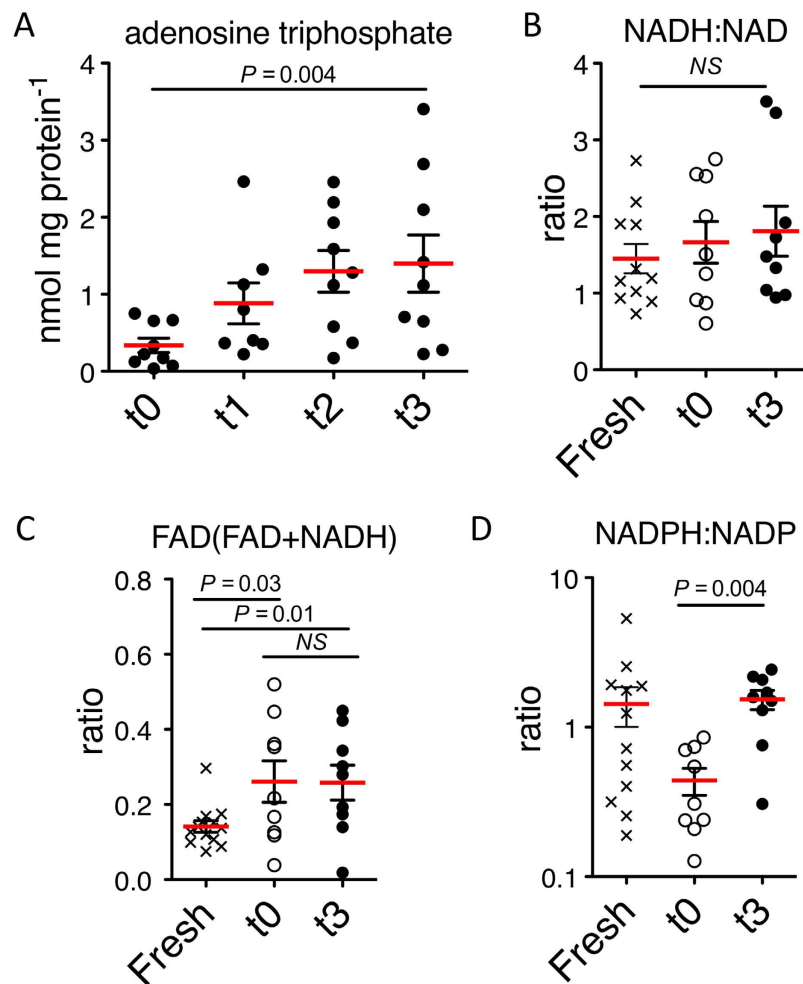 A
adenosine triphosphate
P = 0.004
nmol mg protein⁻¹
4
3
2
1
0
t0
t1
t2
t3
B
NADH:NAD
NS
ratio
4
3
2
1
0
Fresh
t0
t3
C
FAD(FAD+NADH)
P = 0.03
P = 0.01
NS
ratio
0.8
0.6
0.4
0.2
0.0
Fresh
t0
t3
D
NADPH:NADP
P = 0.004
ratio
10
1
0.1
Fresh
t0
t3